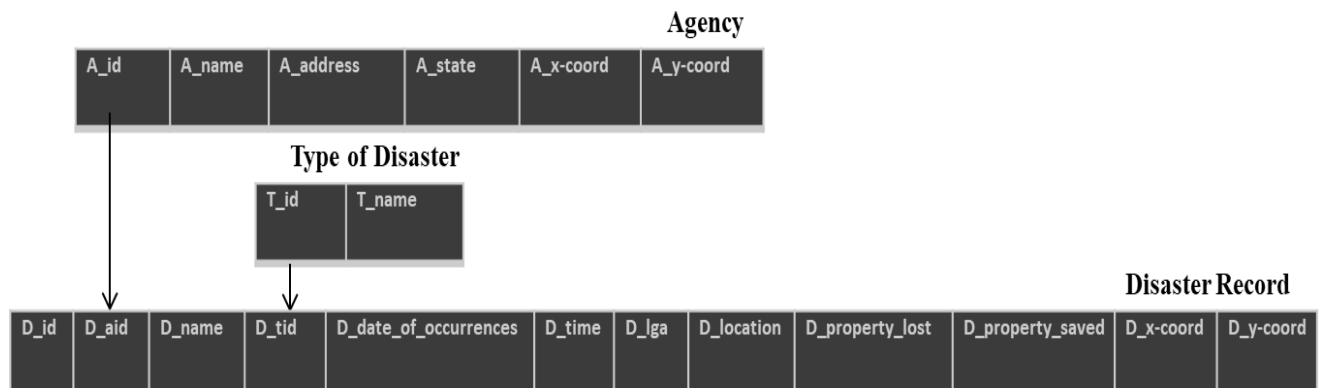 Agency
A_id A_name A_address A_state A_x-coord A_y-coord
Type of Disaster
T_id T_name
Disaster Record
D_id D_aid D_name D_tid D_date_of_occurrences D_time D_lga D_location D_property_lost D_property_saved D_x-coord D_y-coord